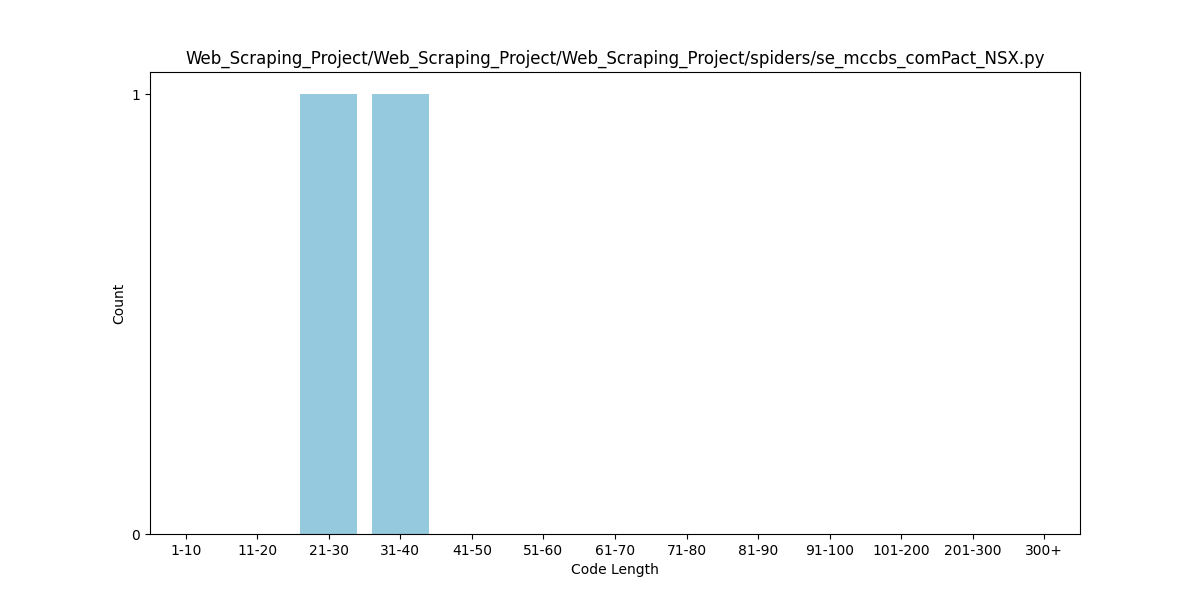 Web_Scraping_Project/Web_Scraping_Project/Web_Scraping_Project/spiders/se_mccbs_comPact_NSX.py
1
Count
0
1-10 11-20 21-30 31-40 41-50 51-60 61-70 71-80 81-90 91-100 101-200 201-300 300+
Code Length